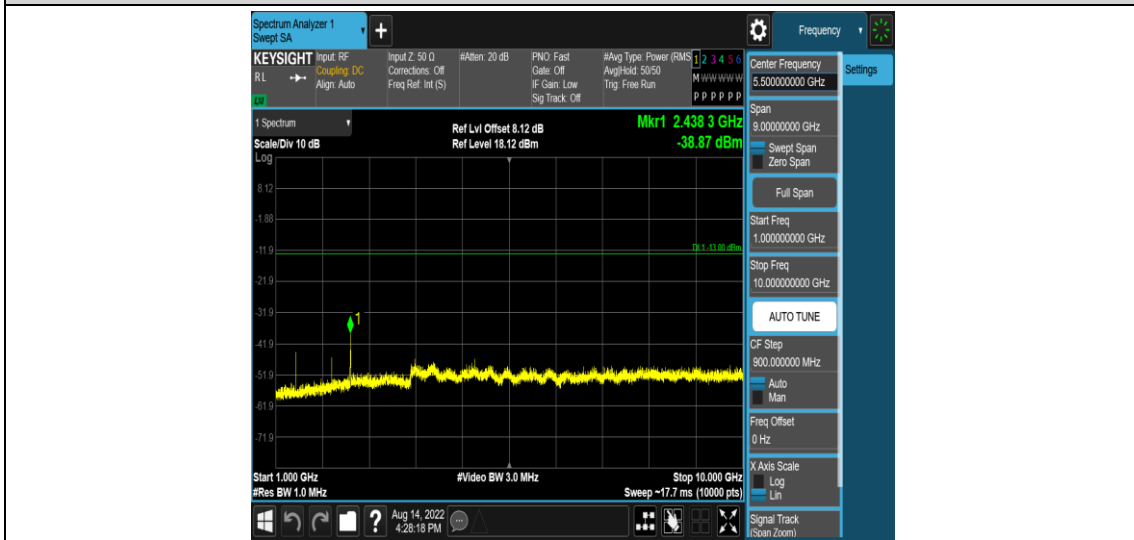 Spectrum Analyzer 1
Swept SA
+
Frequency
KEYSIGHT
RL
LXI
Input: RF
Coupling: DC
Align: Auto
Input Z: 50 Ω
Corrections: Off
Freq Ref: Int (S)
#Atten: 20 dB
PNO: Fast
Gate: Off
IF Gain: Low
Sig Track: Off
#Avg Type: Power (RMS
Avg|Hold: 50/50
Trig: Free Run
1 2 3 4 5 6
M W W W W W
P P P P P P
Center Frequency
5.500000000 GHz
Settings
1 Spectrum
Scale/Div 10 dB
Log
Ref Lvl Offset 8.12 dB
Ref Level 18.12 dBm
Mkr1 2.438 3 GHz
-38.87 dBm
8.12
-1.88
-11.9
-21.9
-31.9
-41.9
-51.9
-61.9
-71.9
DL1 -13.00 dBm
1
Start 1.000 GHz
#Res BW 1.0 MHz
#Video BW 3.0 MHz
Stop 10.000 GHz
Sweep ~17.7 ms (10000 pts)
Span
9.00000000 GHz
Swept Span
Zero Span
Full Span
Start Freq
1.000000000 GHz
Stop Freq
10.000000000 GHz
AUTO TUNE
CF Step
900.000000 MHz
Auto
Man
Freq Offset
0 Hz
X Axis Scale
Log
Lin
Signal Track
(Span Zoom)
?
Aug 14, 2022
4:28:18 PM